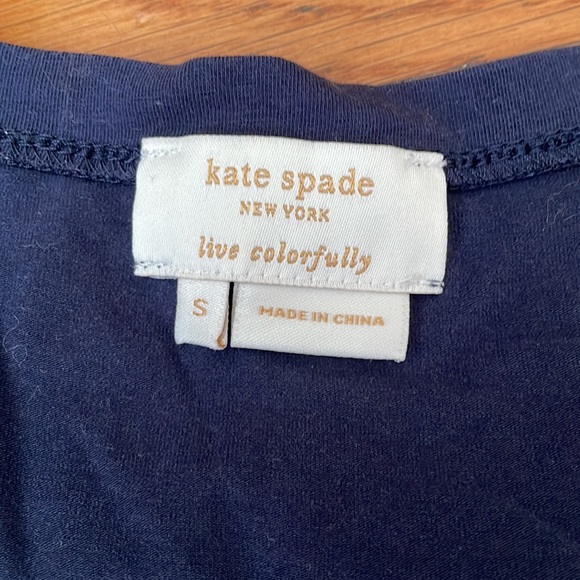 kate spade
NEW YORK
live colorfully
S
MADE IN CHINA